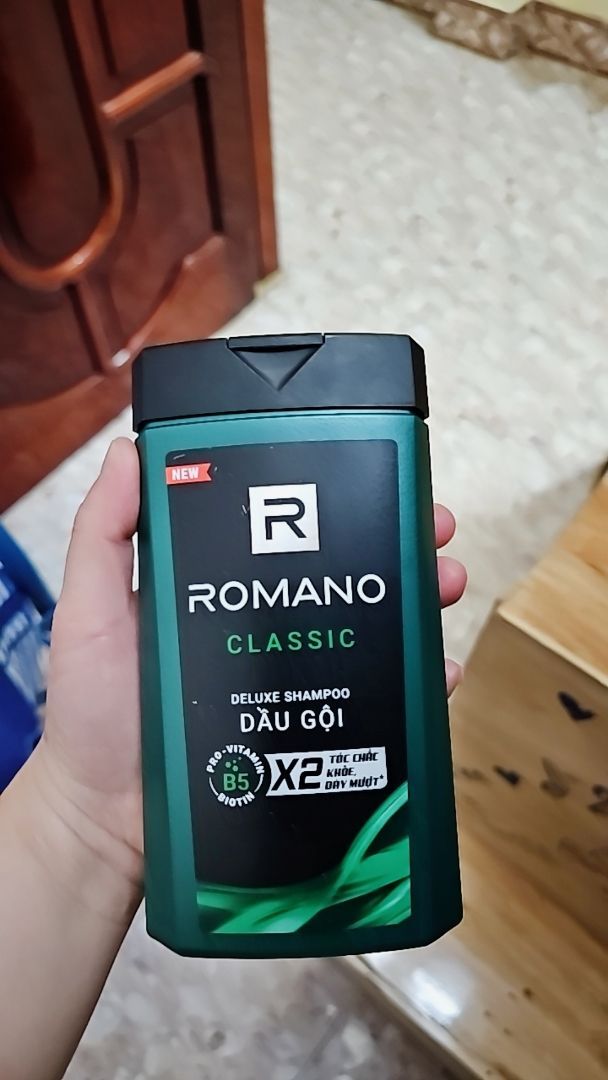 NEW
R
ROMANO
CLASSIC
DELUXE SHAMPOO
DẦU GỘI
PRO-VITAMIN
B5
BIOTIN
X2
TÓC CHẮC
KHỎE,
DÀY MƯỢT*